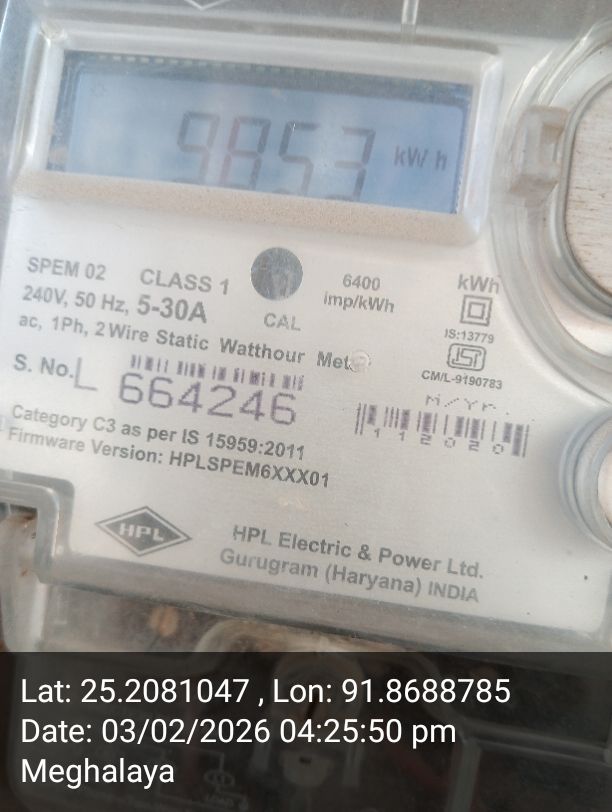 9853 kWh
SPEM 02 CLASS 1 6400 imp/kWh kWh
240V, 50 Hz, 5-30A
CAL
IS:13779
ac, 1Ph, 2 Wire Static Watthour Meter
CM/L-9190783
S. No. L 664246
M/Yr.
112020
Category C3 as per IS 15959:2011
Firmware Version: HPLSPEM6XXX01
HPL
HPL Electric & Power Ltd.
Gurugram (Haryana) INDIA
Lat: 25.2081047 , Lon: 91.8688785
Date: 03/02/2026 04:25:50 pm
Meghalaya